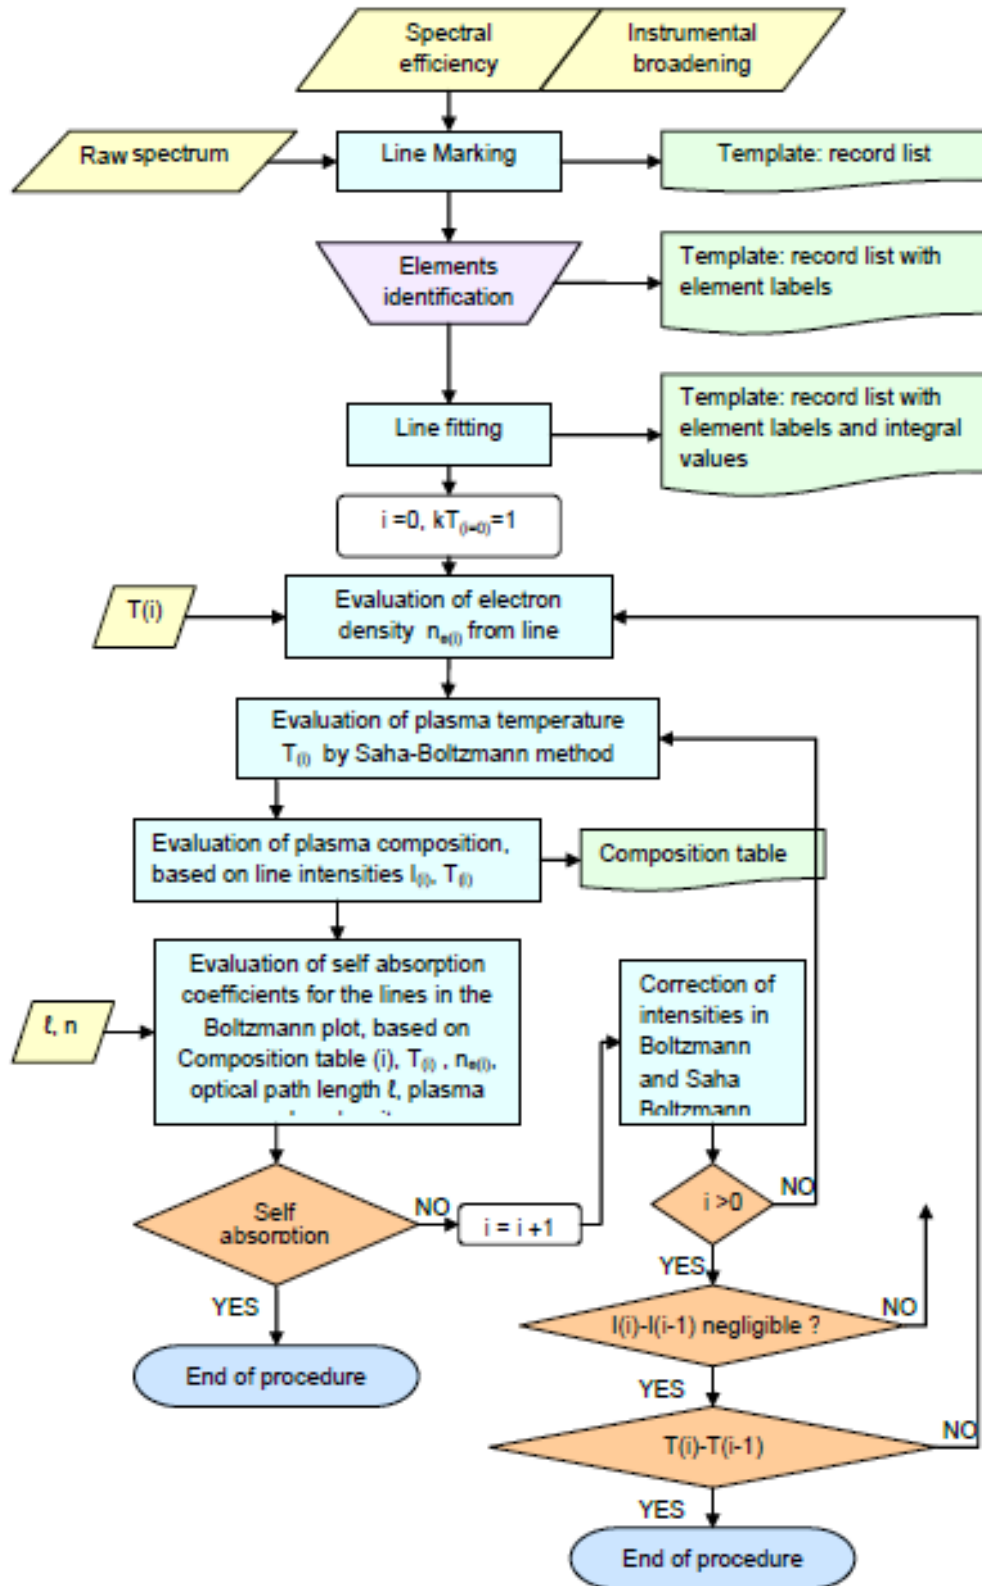 Spectral
efficiency
Instrumental
broadening
Raw spectrum
Line Marking
Template: record list
Elements
identification
Template: record list with
element labels
Line fitting
Template: record list with
element labels and integral
values
i =0, kT(i=0)=1
T(i)
Evaluation of electron
density n e(i) from line
Evaluation of plasma temperature
T(i) by Saha-Boltzmann method
Evaluation of plasma composition,
based on line intensities I(i), T(i)
Composition table
Evaluation of self absorption
coefficients for the lines in the
Boltzmann plot, based on
Composition table (i), T(i) , ne(i),
optical path length ℓ, plasma
ℓ, n
Correction of
intensities in
Boltzmann
and Saha
Boltzmann
Self
absorption
NO
i = i +1
i >0
NO
YES
YES
I(i)-I(i-1) negligible ?
NO
End of procedure
YES
T(i)-T(i-1)
NO
YES
End of procedure